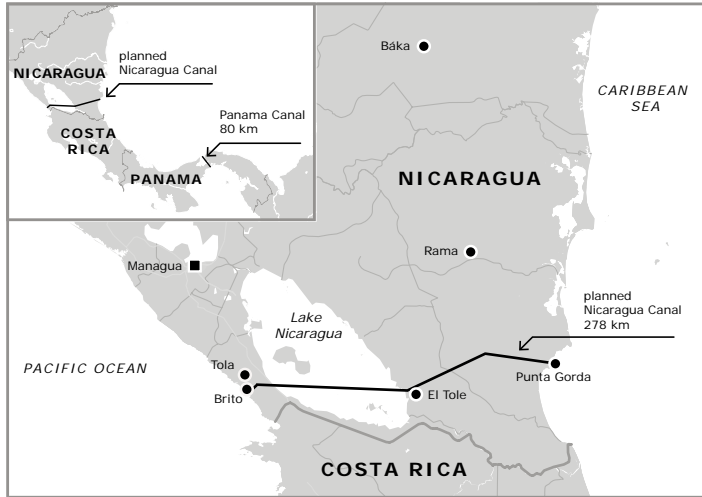 planned
Nicaragua Canal
NICARAGUA
Panama Canal
80 km
COSTA
RICA
PANAMA
Báka
CARIBBEAN
SEA
NICARAGUA
Rama
Managua
planned
Nicaragua Canal
278 km
Lake
Nicaragua
PACIFIC OCEAN
Tola
Brito
El Tole
Punta Gorda
COSTA RICA